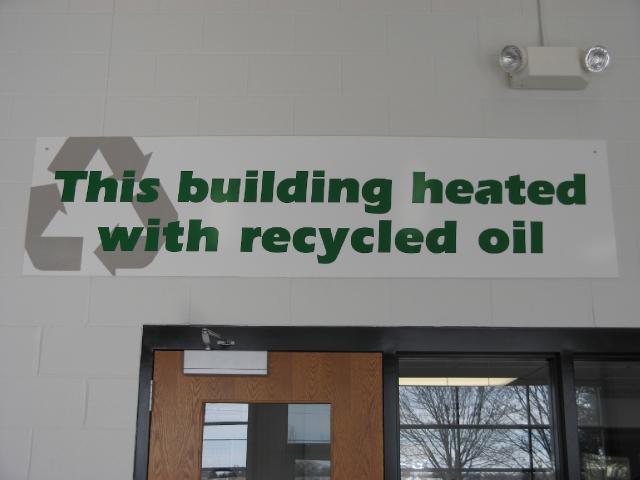 This building heated
with recycled oil